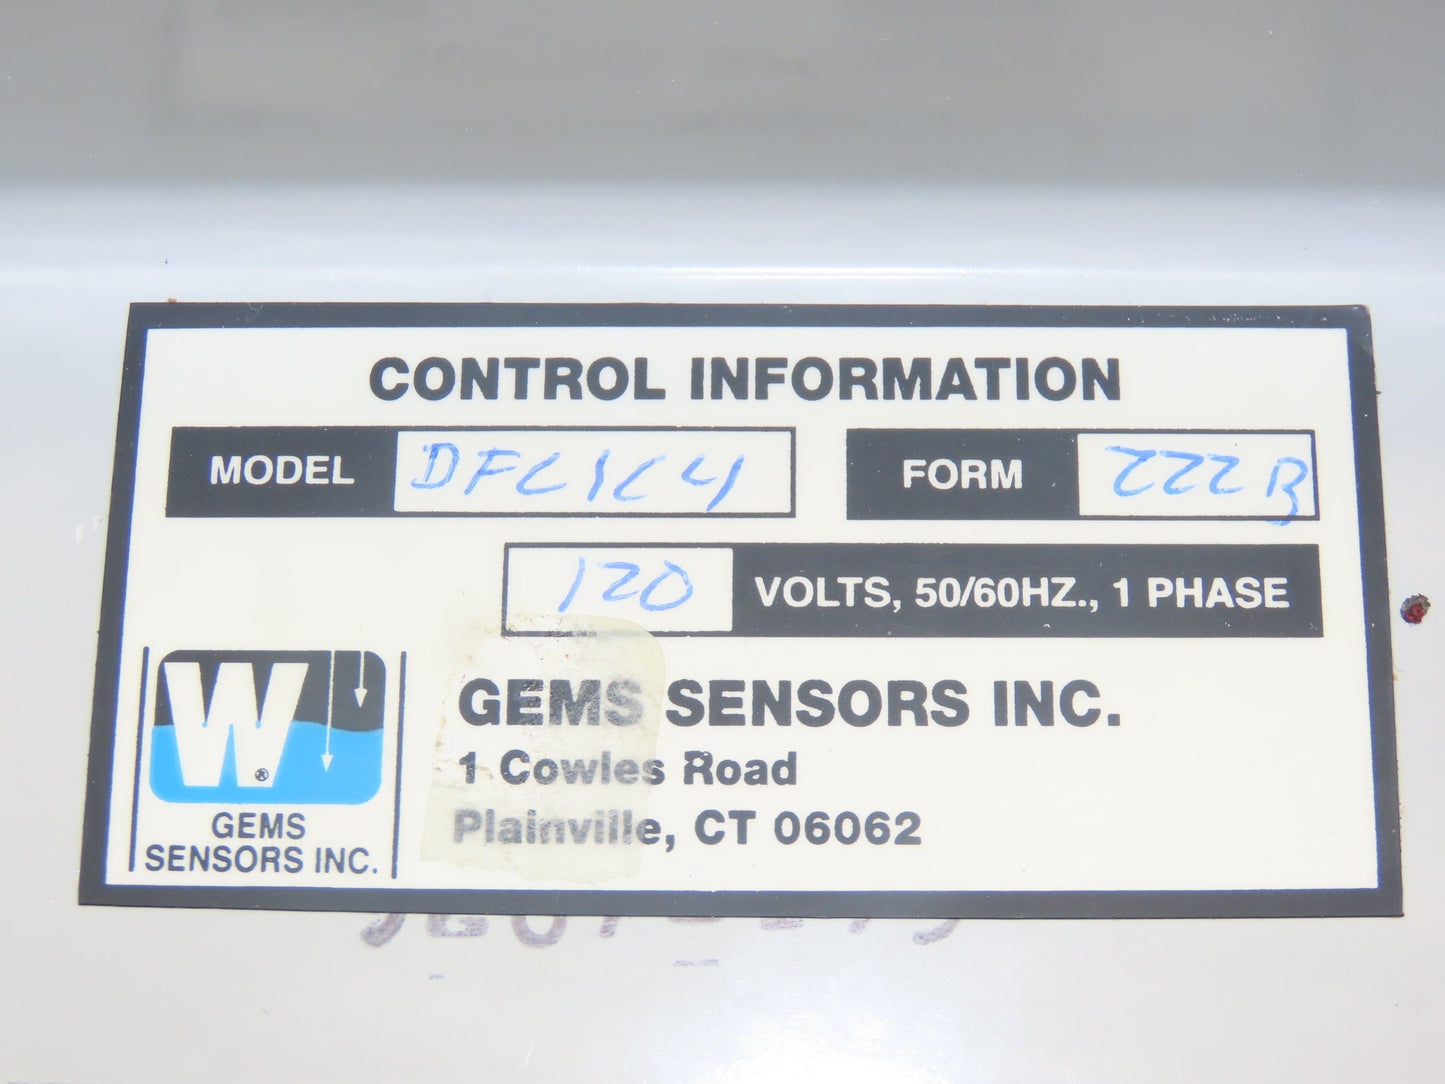 CONTROL INFORMATION
MODEL DFC1C4 FORM 222B
120 VOLTS, 50/60HZ., 1 PHASE
W®
GEMS
SENSORS INC.
GEMS SENSORS INC.
1 Cowles Road
Plainville, CT 06062